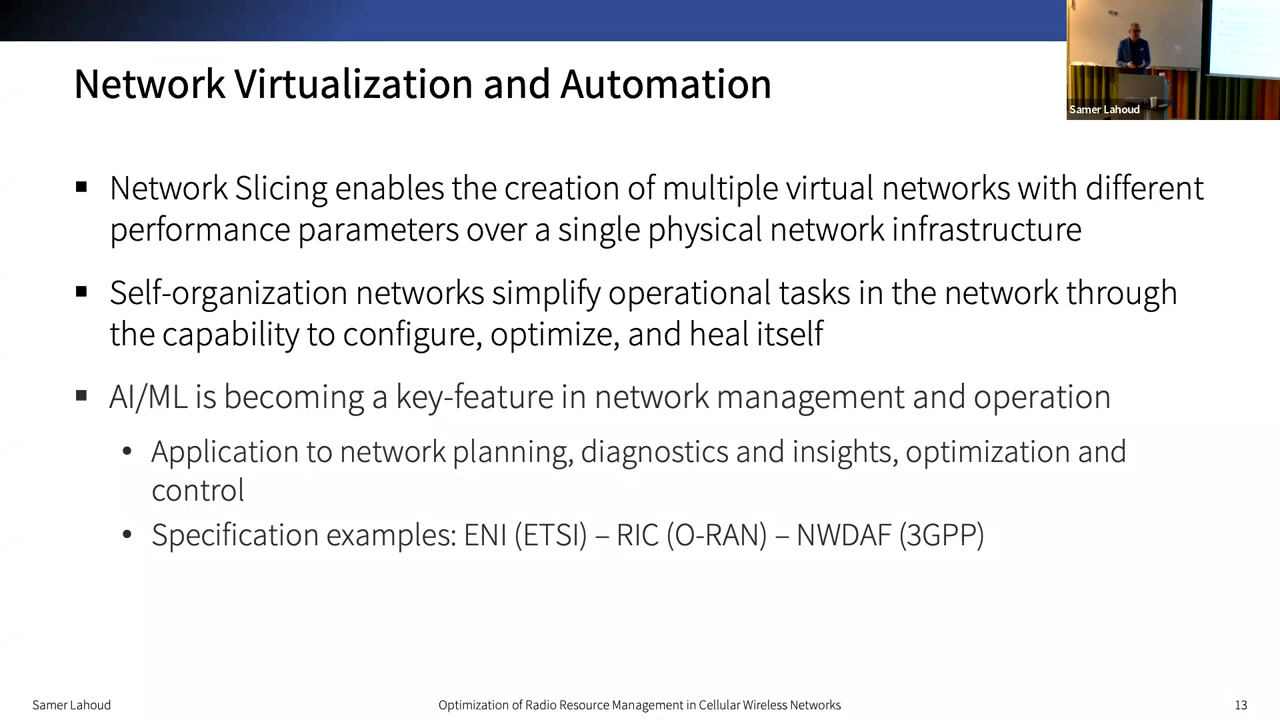 Network Virtualization and Automation
Samer Lahoud
▪ Network Slicing enables the creation of multiple virtual networks with different
performance parameters over a single physical network infrastructure
▪ Self-organization networks simplify operational tasks in the network through
the capability to configure, optimize, and heal itself
▪ AI/ML is becoming a key-feature in network management and operation
• Application to network planning, diagnostics and insights, optimization and
control
• Specification examples: ENI (ETSI) – RIC (O-RAN) – NWDAF (3GPP)
Samer Lahoud
Optimization of Radio Resource Management in Cellular Wireless Networks
13